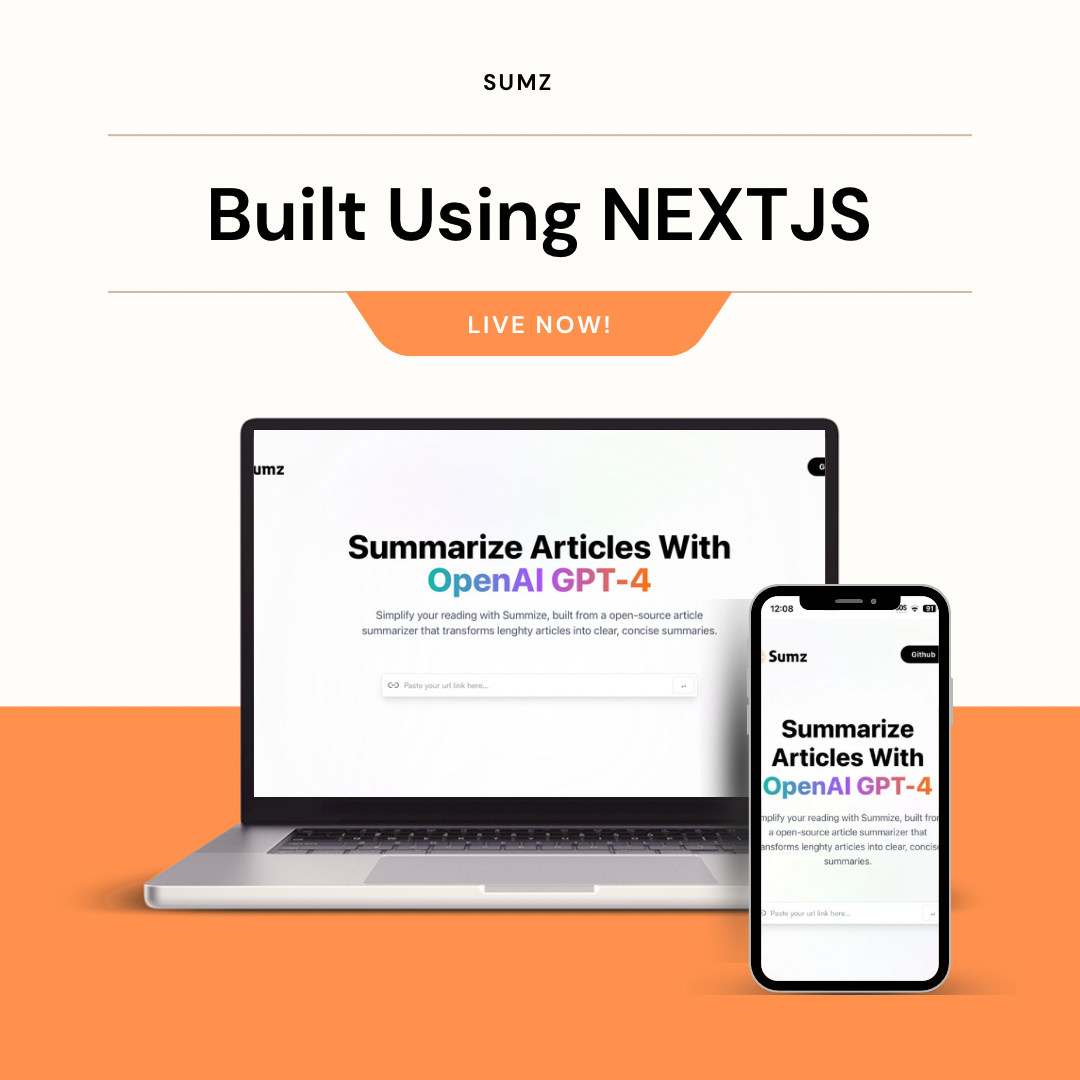 SUMZ
Built Using NEXTJS
LIVE NOW!
umz
G
Summarize Articles With
OpenAI GPT-4
Simplify your reading with Summize, built from a open-source article
summarizer that transforms lenghty articles into clear, concise summaries.
Paste your url link here...
12:08
SOS
91
Sumz
Github
Summarize
Articles With
OpenAI GPT-4
mplify your reading with Summize, built fro
a open-source article summarizer that
ansforms lenghty articles into clear, concise
summaries.
Paste your url link here...